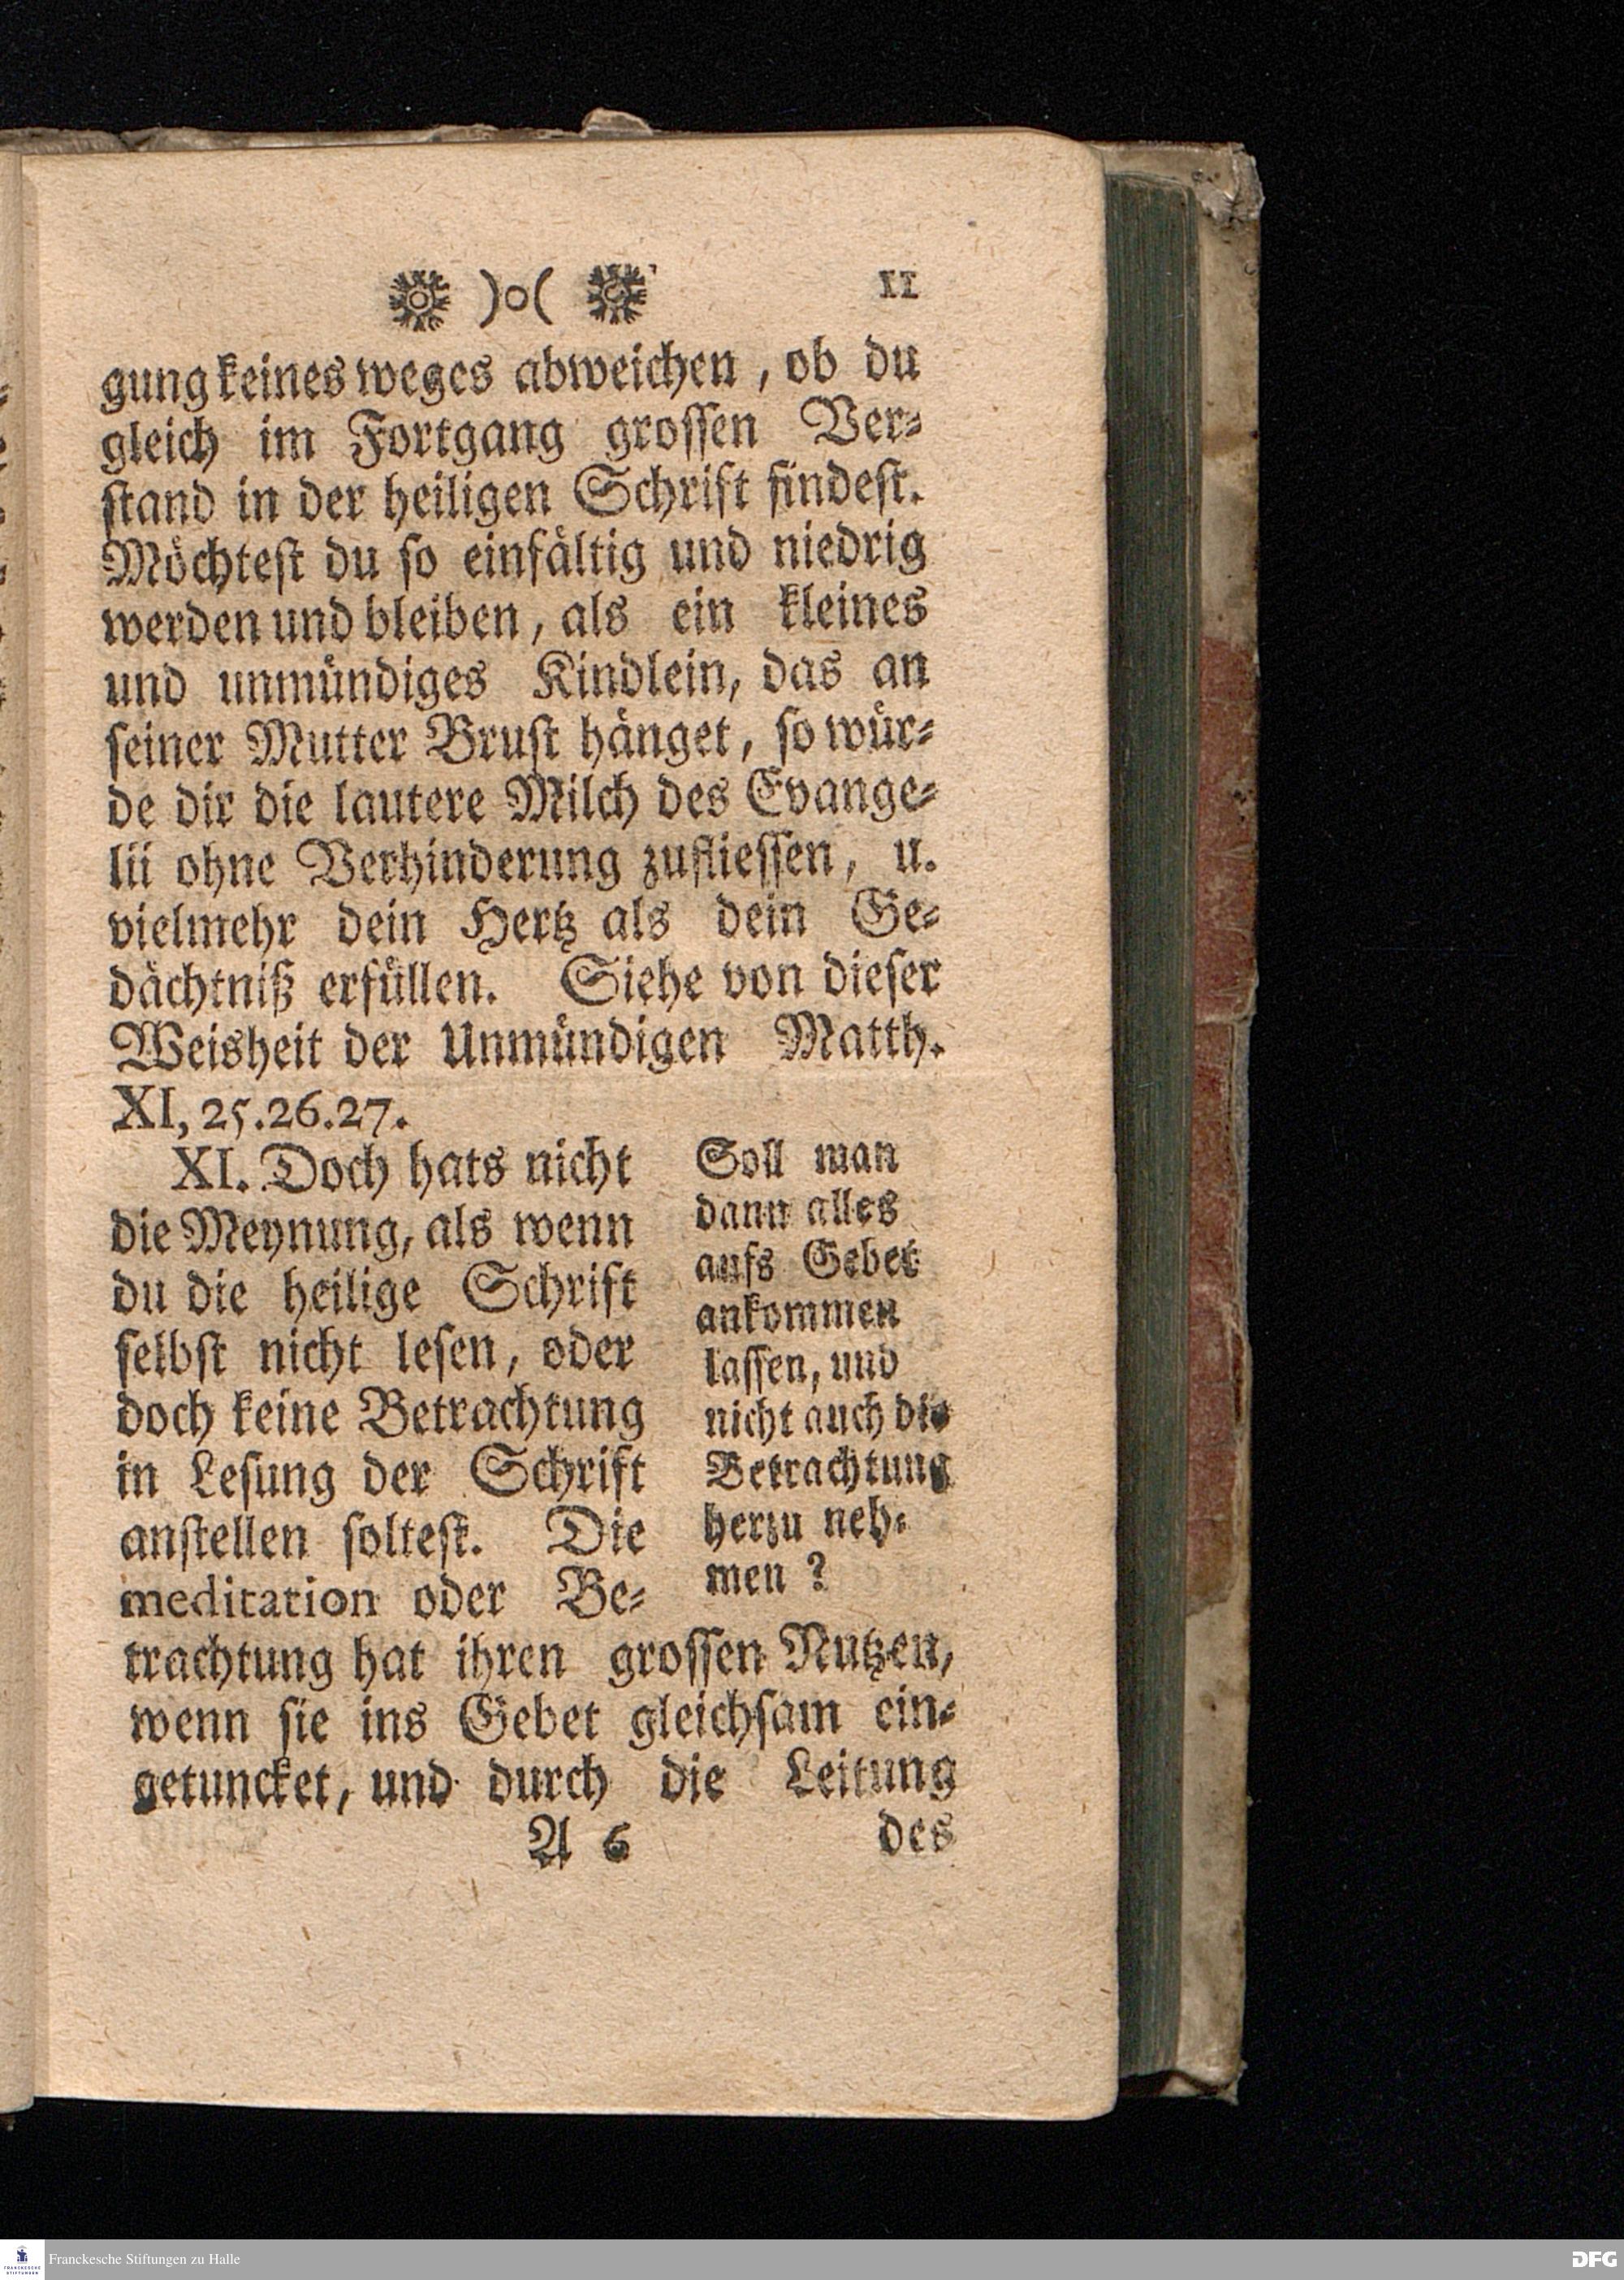 )o( 11
gung keines weges abweichen, ob du
gleich im Fortgang grossen Ver-
stand in der heiligen Schrift findest.
Möchtest du so einfältig und niedrig
werden und bleiben, als ein kleines
und unmündiges Kindlein, das an
seiner Mutter Brust hänget, so wür-
de dir die lautere Milch des Evange-
lii ohne Verhinderung zufliessen, u.
vielmehr dein Hertz als dein Ge-
dächtniß erfüllen. Siehe von dieser
Weisheit der Unmündigen Matth.
XI, 25.26.27.
XI. Doch hats nicht
die Meynung, als wenn
du die heilige Schrift
selbst nicht lesen, oder
doch keine Betrachtung
in Lesung der Schrift
anstellen soltest. Die
meditation oder Be-
Soll man
dann alles
aufs Gebet
ankommen
lassen, und
nicht auch die
Betrachtung
herzu neh-
men ?
trachtung hat ihren grossen Nutzen,
wenn sie ins Gebet gleichsam ein-
getuncket, und durch die Leitung
A 6 des
Franckesche Stiftungen zu Halle
DFG